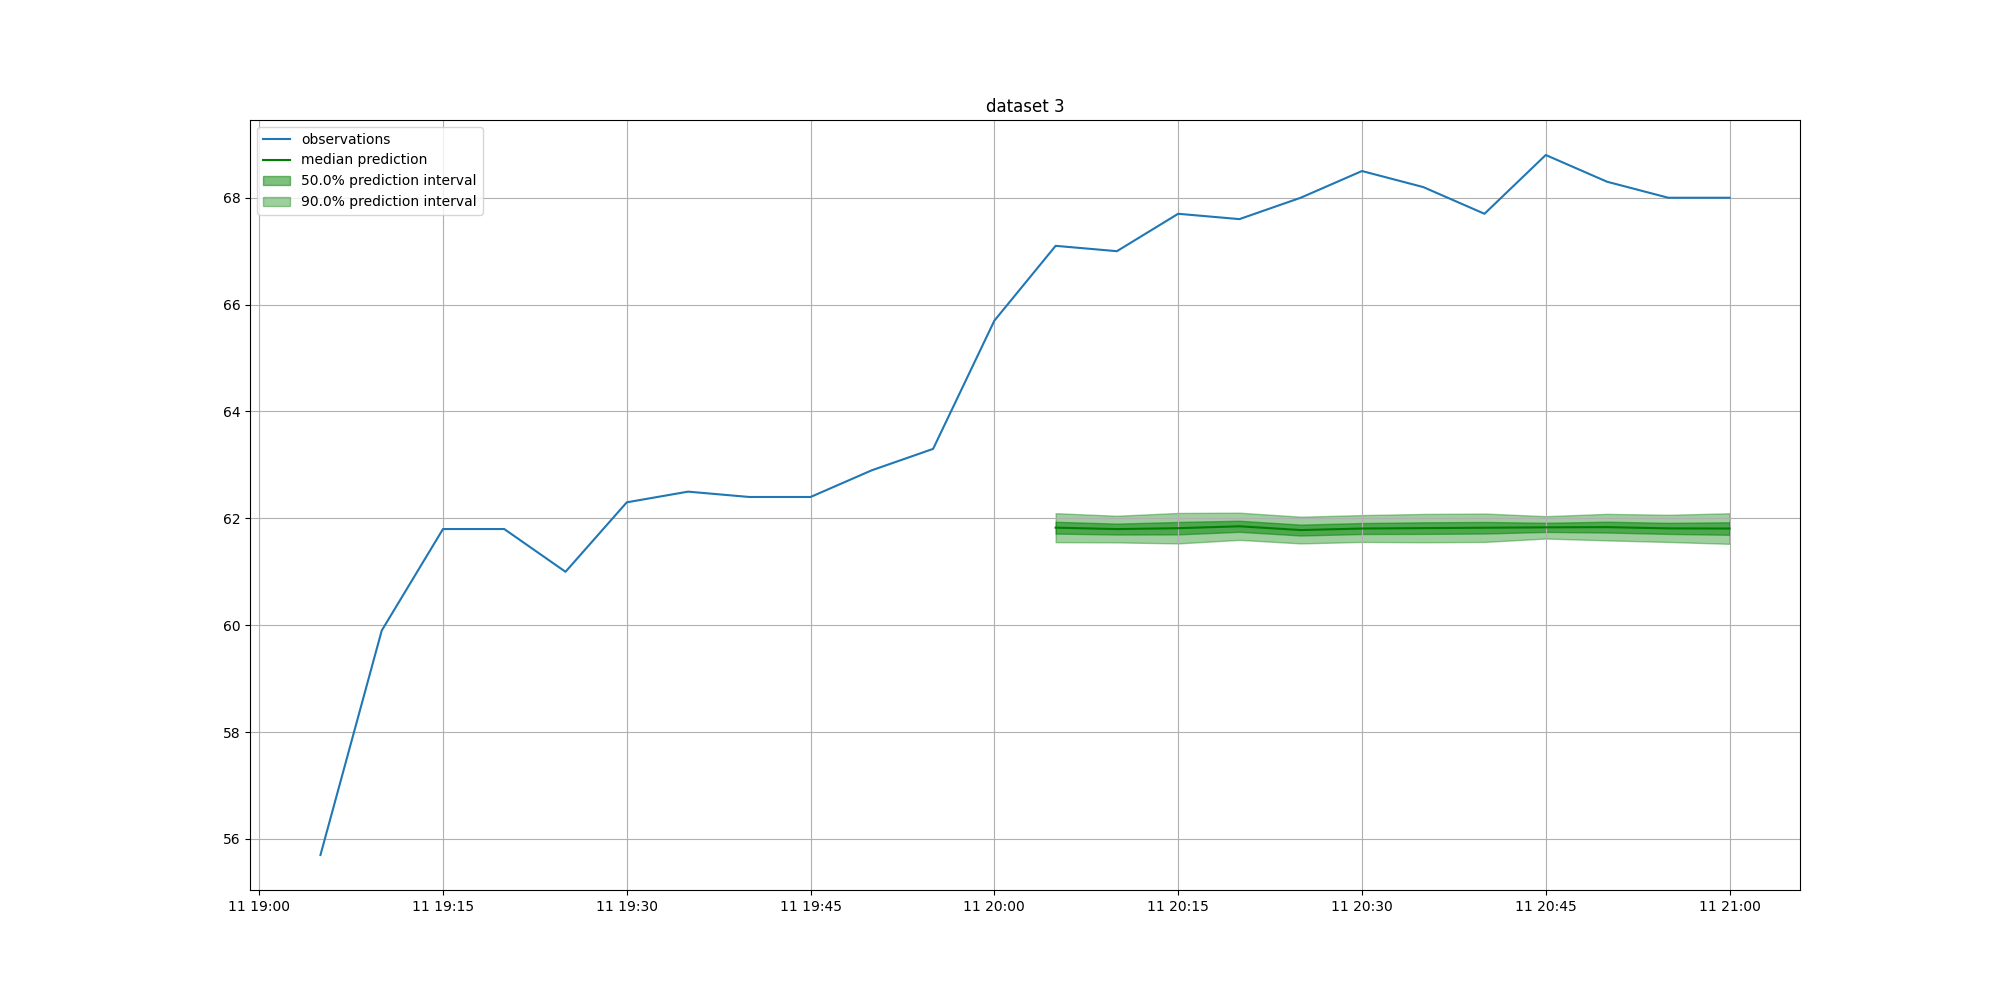 dataset 3
observations
median prediction
50.0% prediction interval
90.0% prediction interval
68
66
64
62
60
58
56
11 19:00 11 19:15 11 19:30 11 19:45 11 20:00 11 20:15 11 20:30 11 20:45 11 21:00